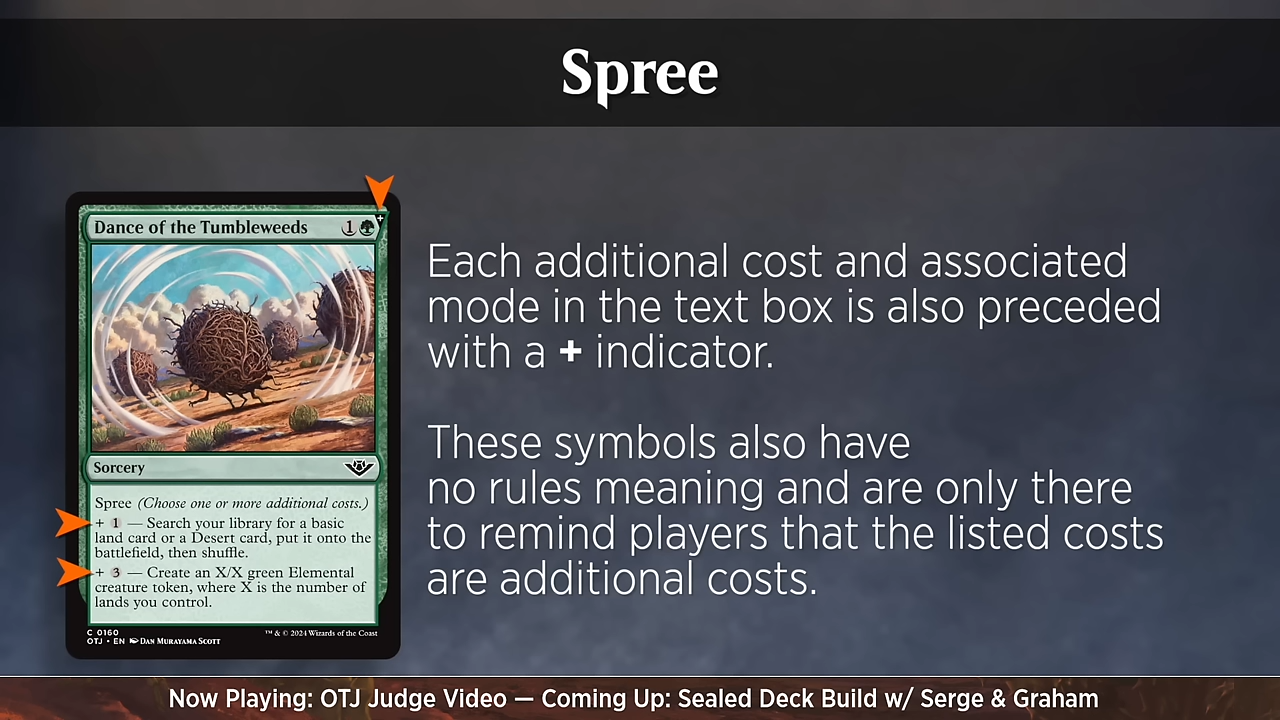 Spree
Dance of the Tumbleweeds 1
Sorcery
Spree (Choose one or more additional costs.)
+ 1 — Search your library for a basic
land card or a Desert card, put it onto the
battlefield, then shuffle.
+ 3 — Create an X/X green Elemental
creature token, where X is the number of
lands you control.
C 0160
OTJ • EN DAN MURAYAMA SCOTT
™ & © 2024 Wizards of the Coast
Each additional cost and associated
mode in the text box is also preceded
with a + indicator.
These symbols also have
no rules meaning and are only there
to remind players that the listed costs
are additional costs.
Now Playing: OTJ Judge Video — Coming Up: Sealed Deck Build w/ Serge & Graham